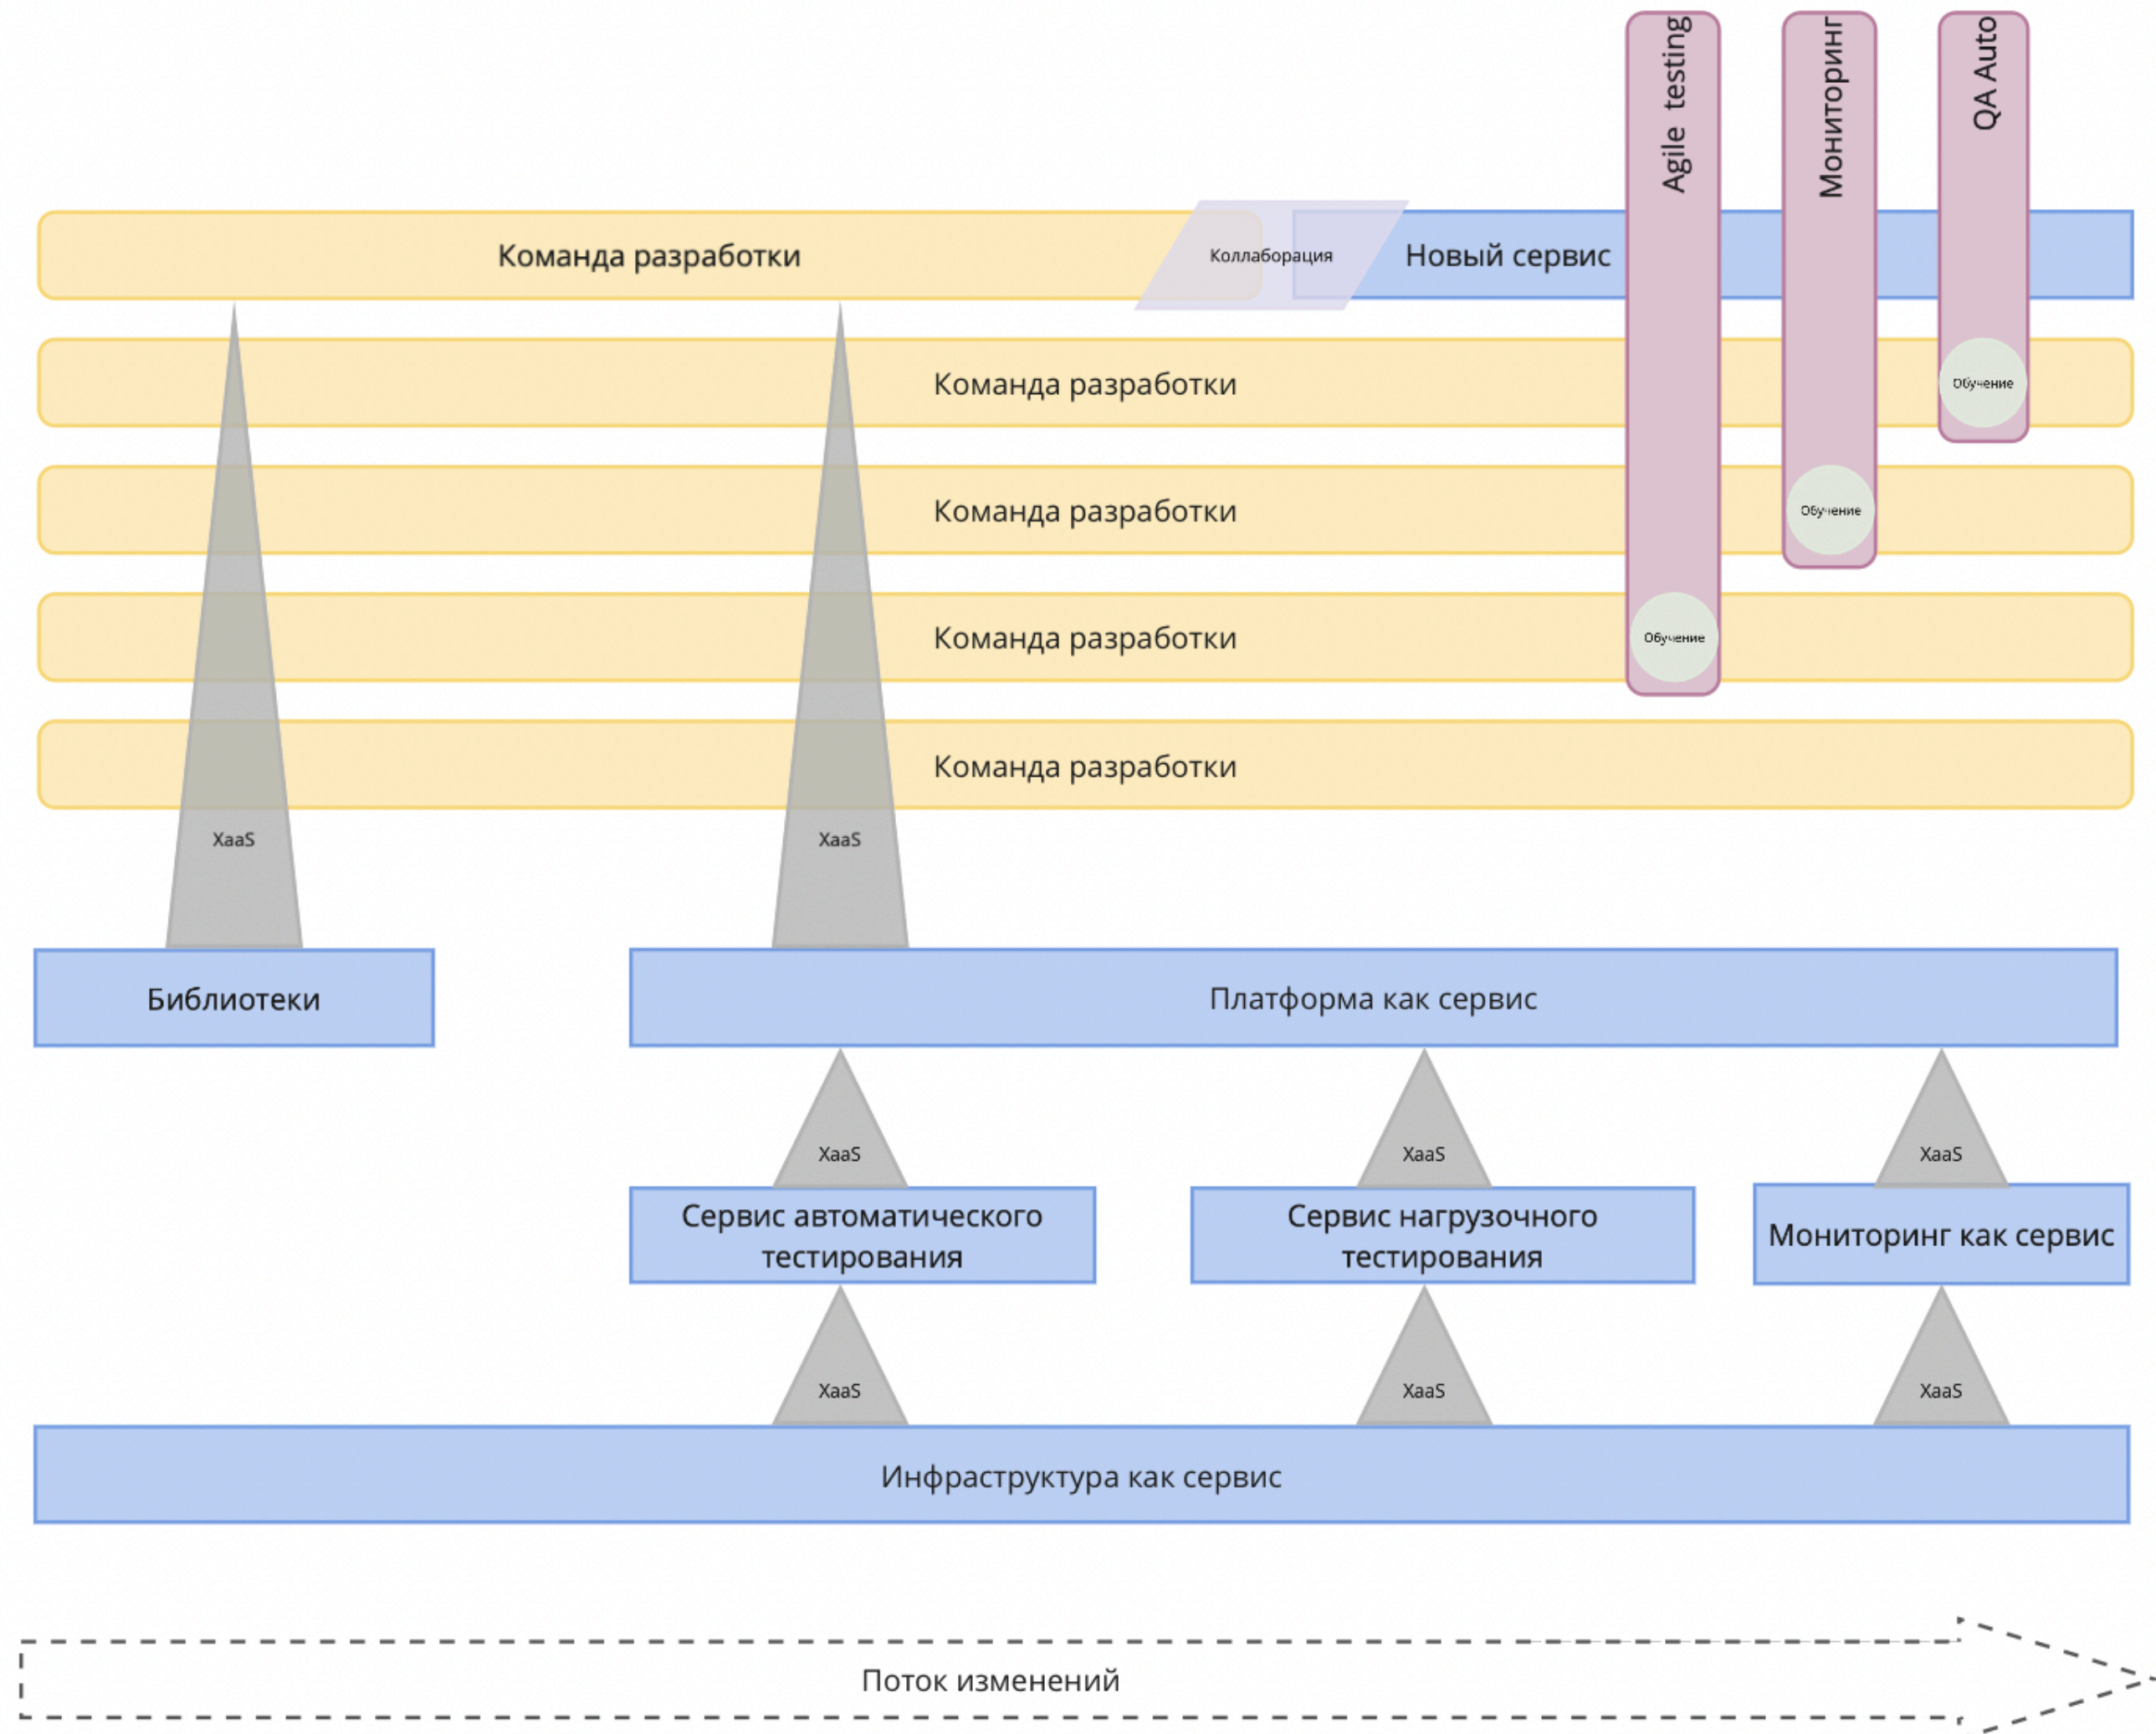 Agile testing
Мониторинг
QA Auto
Команда разработки
Коллаборация
Новый сервис
Команда разработки
Обучение
Команда разработки
Обучение
Команда разработки
Обучение
Команда разработки
XaaS
XaaS
Библиотеки
Платформа как сервис
XaaS
XaaS
XaaS
Сервис автоматического
тестирования
Сервис нагрузочного
тестирования
Мониторинг как сервис
XaaS
XaaS
XaaS
Инфраструктура как сервис
Поток изменений